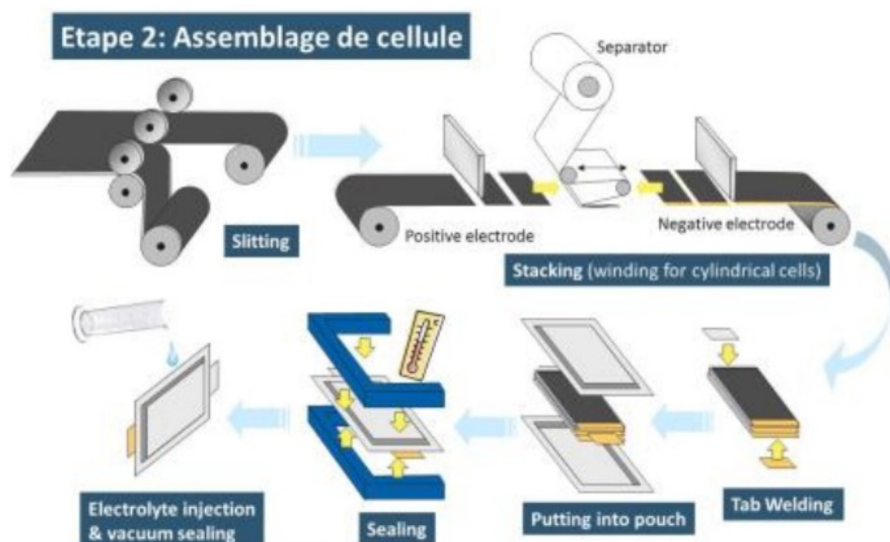 Etape 2: Assemblage de cellule
Separator
Slitting
Positive electrode
Negative electrode
Stacking (winding for cylindrical cells)
Electrolyte injection
& vacuum sealing
Sealing
Putting into pouch
Tab Welding